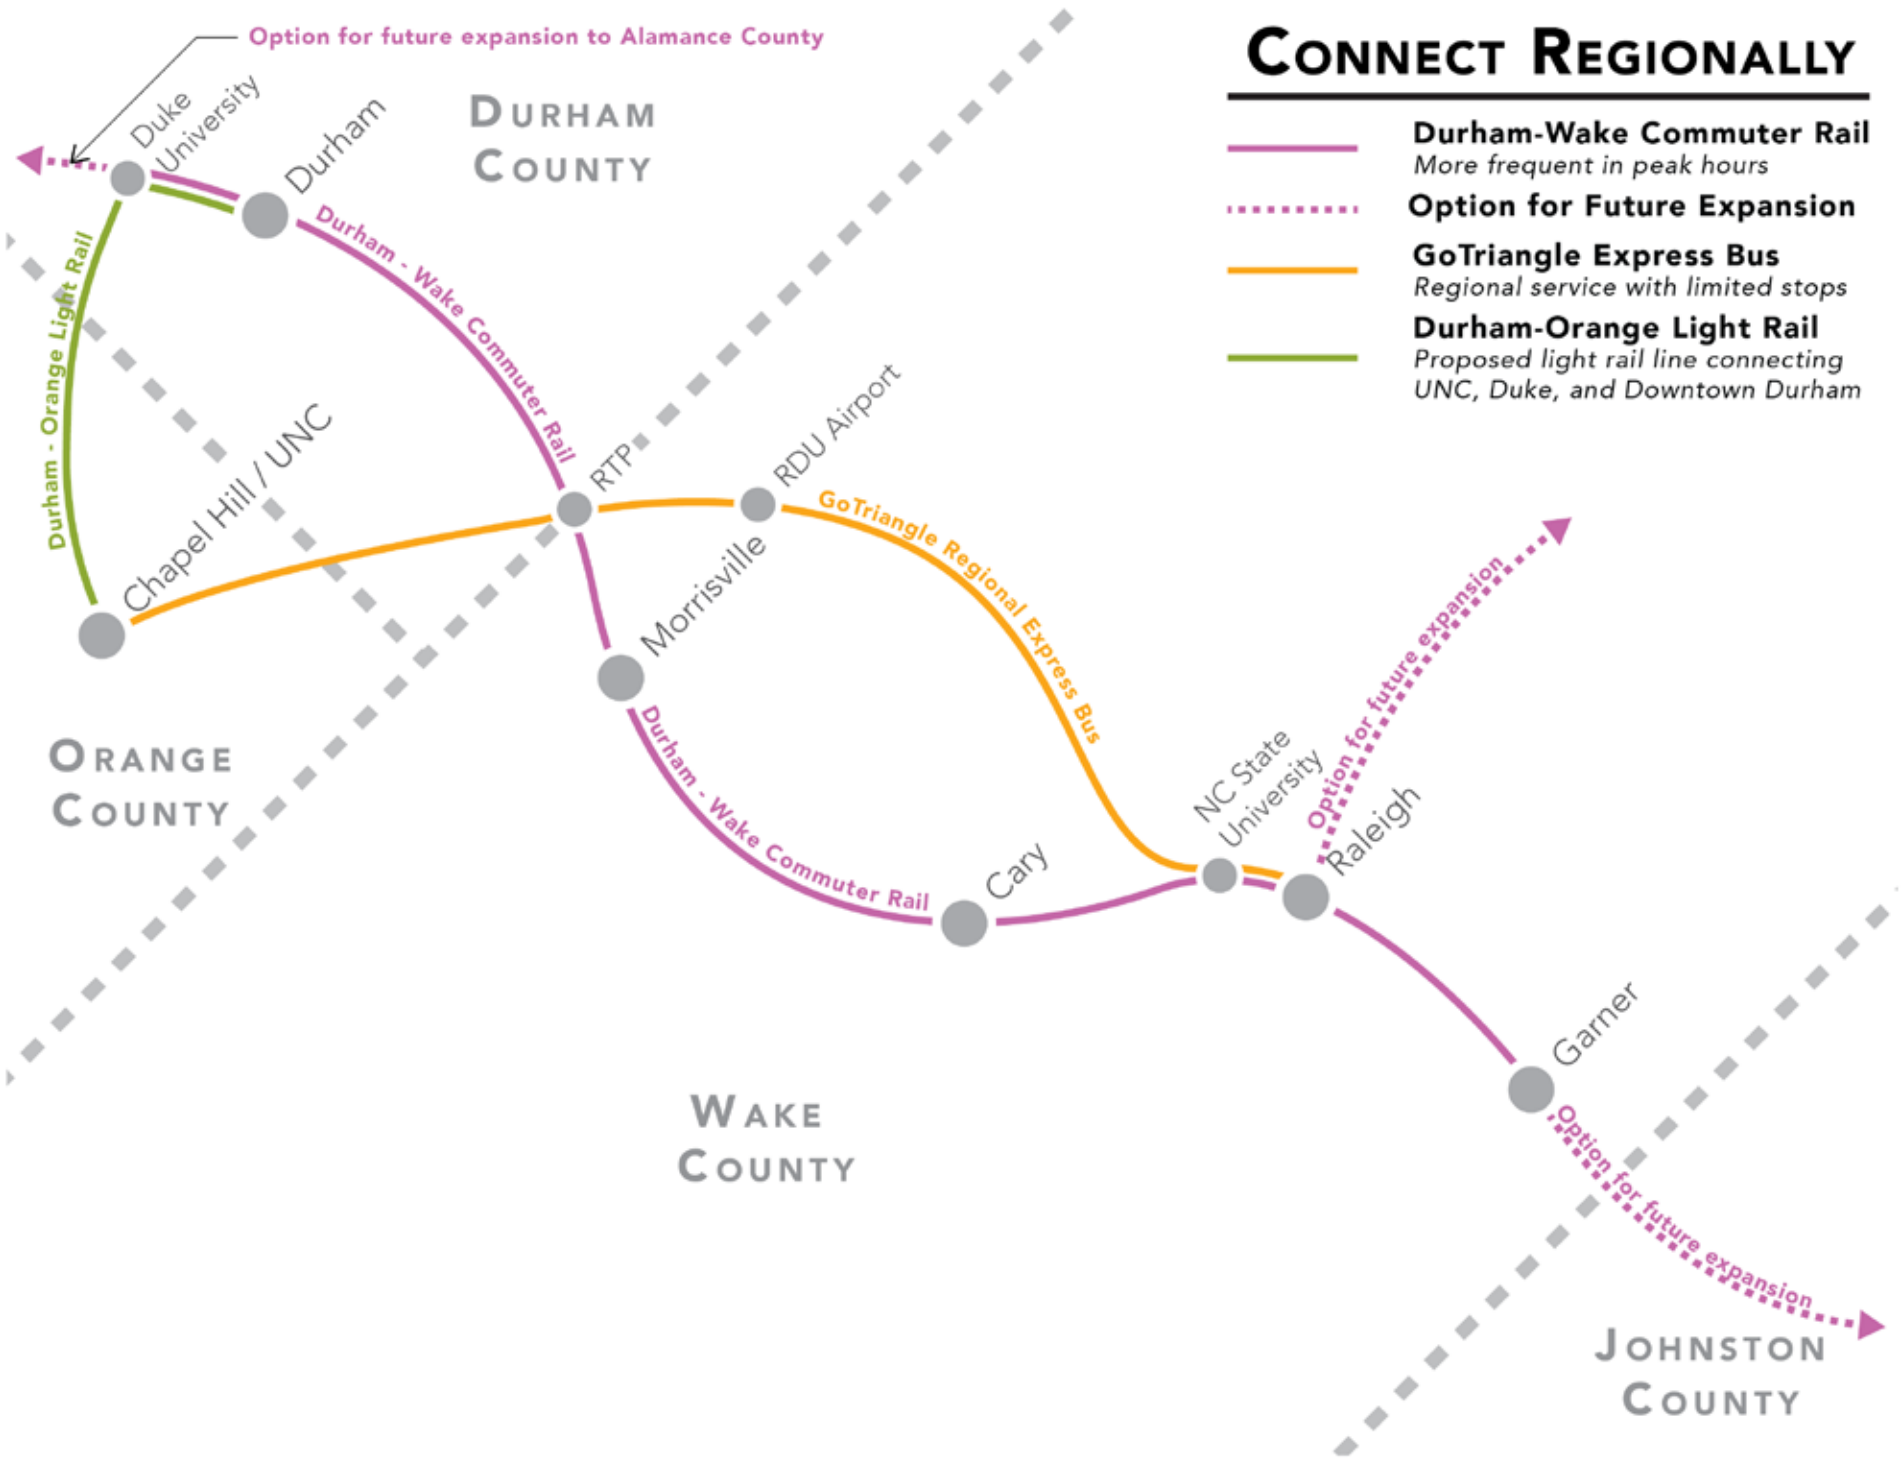 Option for future expansion to Alamance County
CONNECT REGIONALLY
Durham-Wake Commuter Rail
More frequent in peak hours
Option for Future Expansion
GoTriangle Express Bus
Regional service with limited stops
Durham-Orange Light Rail
Proposed light rail line connecting
UNC, Duke, and Downtown Durham
Duke
University
Durham
DURHAM
COUNTY
Durham - Wake Commuter Rail
Durham - Orange Light Rail
Chapel Hill / UNC
RTP
RDU Airport
GoTriangle Regional Express Bus
Morrisville
Option for future expansion
ORANGE
COUNTY
Durham - Wake Commuter Rail
NC State
University
Raleigh
Cary
Garner
WAKE
COUNTY
Option for future expansion
JOHNSTON
COUNTY